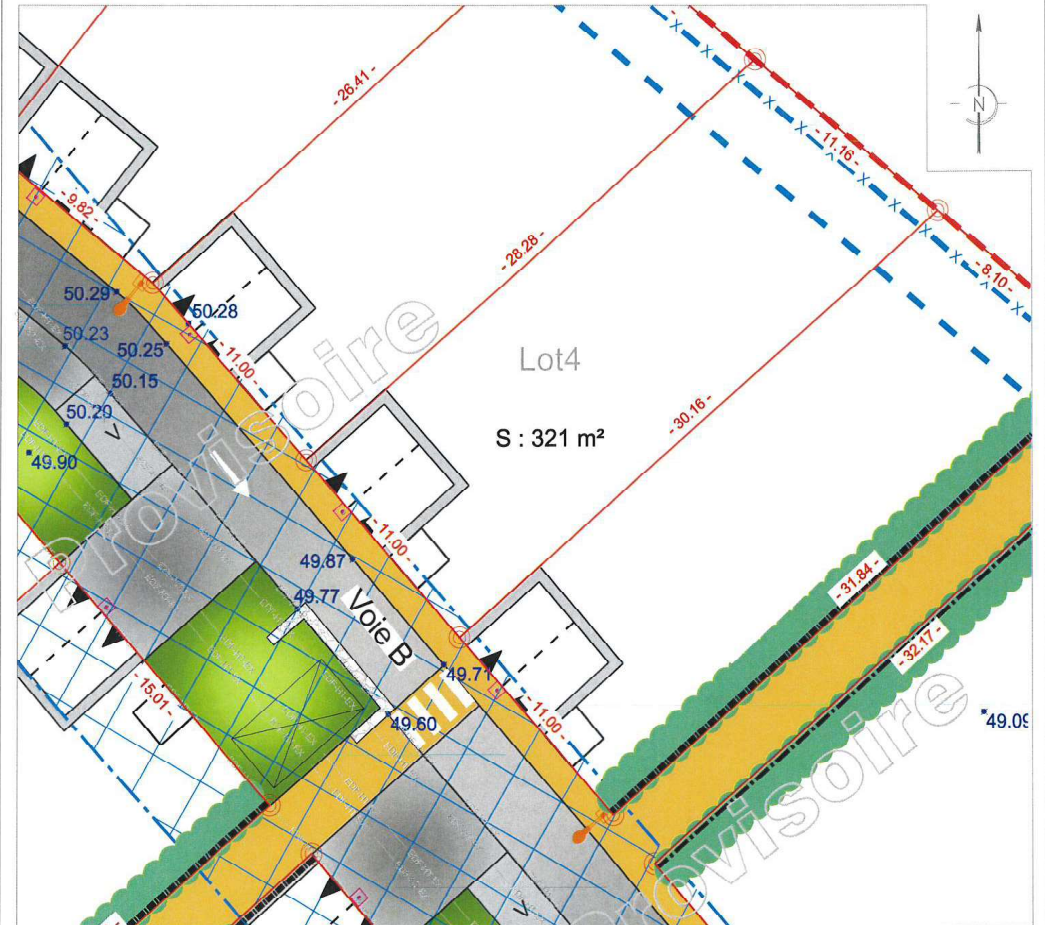 N
- 26.41 -
- 11.16 -
- 28.28 -
- 9.82 -
- 8.10 -
50.29
50.28
50.23
50.25
- 11.00 -
Lot4
50.15
- 30.16 -
50.29
S : 321 m²
49.90
Provisoire
- 11.00 -
49.87
- 31.84 -
49.77
Voie B
- 32.17 -
49.71
- 15.01 -
- 11.00 -
49.60
49.09
Provisoire